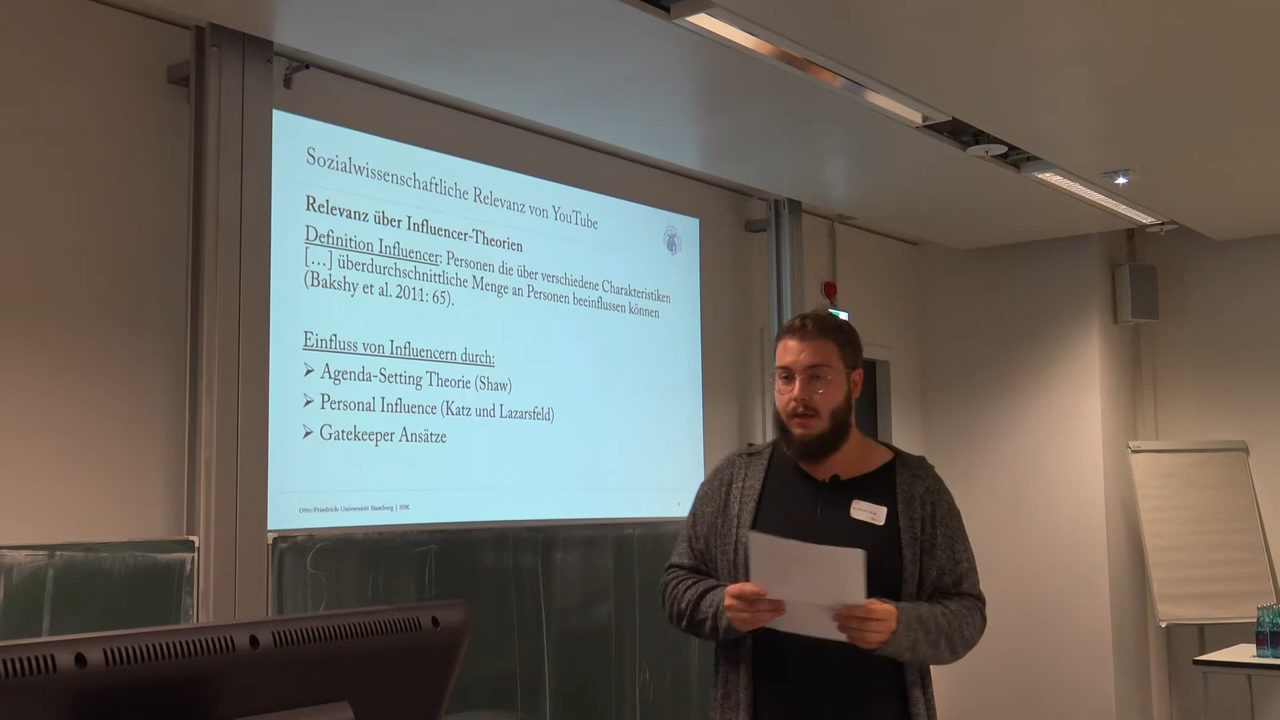 Sozialwissenschaftliche Relevanz von YouTube
Relevanz über Influencer-Theorien
Definition Influencer: Personen die über verschiedene Charakteristiken
[…] überdurchschnittliche Menge an Personen beeinflussen können
(Bakshy et al. 2011: 65).
Einfluss von Influencern durch:
➢ Agenda-Setting Theorie (Shaw)
➢ Personal Influence (Katz und Lazarsfeld)
➢ Gatekeeper Ansätze
Otto-Friedrich-Universität Bamberg |